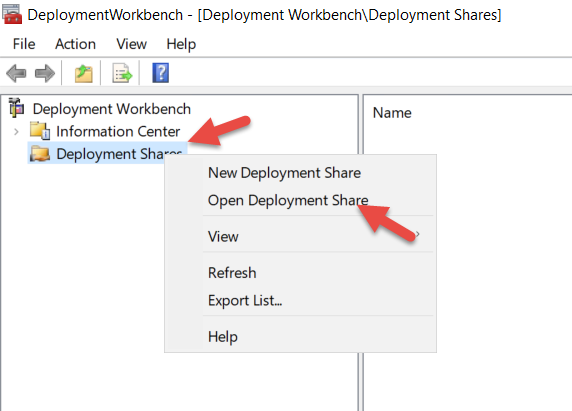 DeploymentWorkbench - [Deployment Workbench\Deployment Shares]
File Action View Help
Deployment Workbench
Information Center
Deployment Shares
Name
New Deployment Share
Open Deployment Share
View
Refresh
Export List...
Help